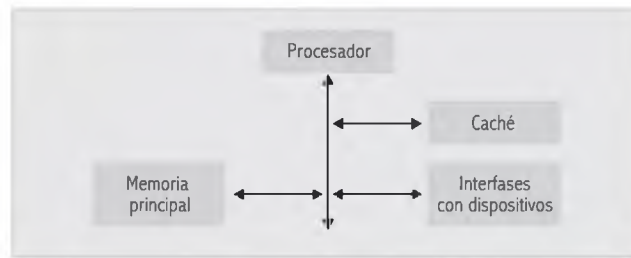 Procesador
Caché
Memoria
principal
Interfases
con dispositivos